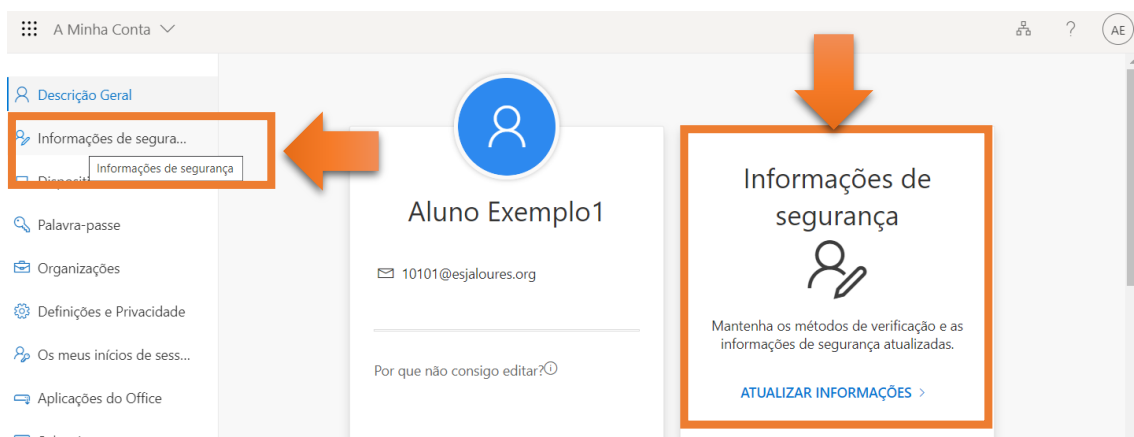 A Minha Conta
?
AE
Descrição Geral
Informações de segura...
Informações de segurança
Palavra-passe
Organizações
Definições e Privacidade
Os meus inícios de sess...
Aplicações do Office
Aluno Exemplo1
10101@esjaloures.org
Por que não consigo editar?
Informações de
segurança
Mantenha os métodos de verificação e as
informações de segurança atualizadas.
ATUALIZAR INFORMAÇÕES >